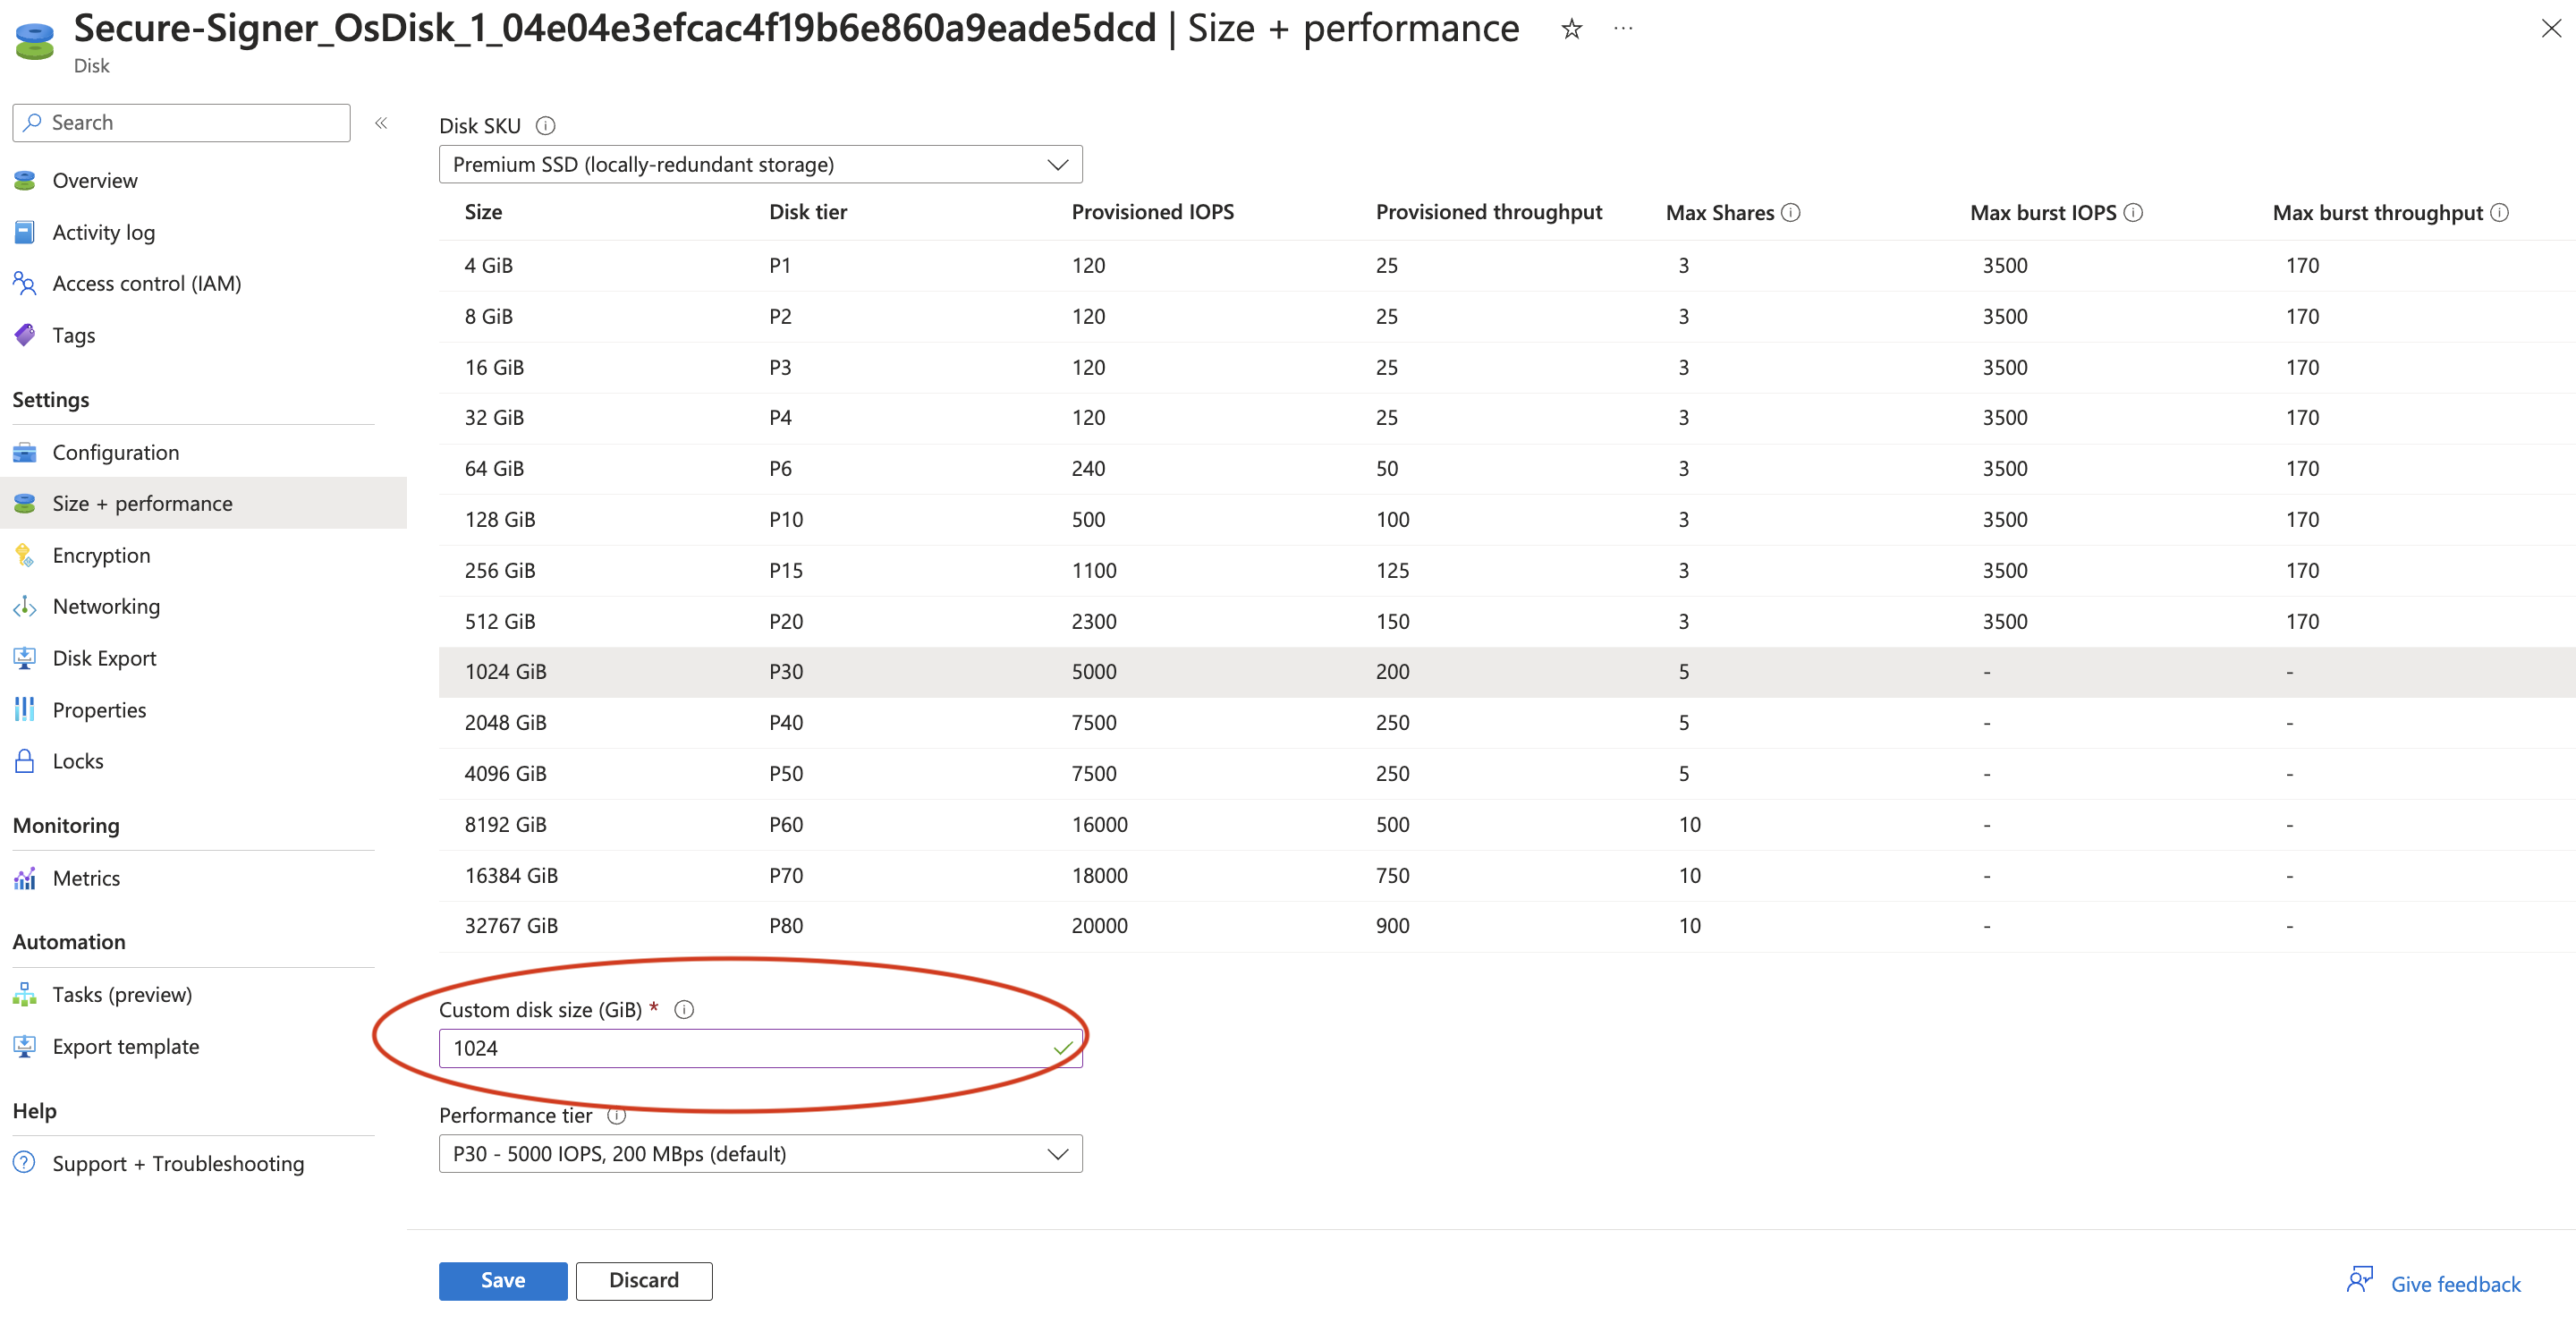 Secure-Signer_OsDisk_1_04e04e3efcac4f19b6e860a9eade5dcd | Size + performance ☆ ···
Disk
Search
«
Overview
Activity log
Access control (IAM)
Tags
Settings
Configuration
Size + performance
Encryption
Networking
Disk Export
Properties
Locks
Monitoring
Metrics
Automation
Tasks (preview)
Export template
Help
Support + Troubleshooting
Disk SKU
Premium SSD (locally-redundant storage)
Size Disk tier Provisioned IOPS Provisioned throughput Max Shares Max burst IOPS Max burst throughput
4 GiB P1 120 25 3 3500 170
8 GiB P2 120 25 3 3500 170
16 GiB P3 120 25 3 3500 170
32 GiB P4 120 25 3 3500 170
64 GiB P6 240 50 3 3500 170
128 GiB P10 500 100 3 3500 170
256 GiB P15 1100 125 3 3500 170
512 GiB P20 2300 150 3 3500 170
1024 GiB P30 5000 200 5 - -
2048 GiB P40 7500 250 5 - -
4096 GiB P50 7500 250 5 - -
8192 GiB P60 16000 500 10 - -
16384 GiB P70 18000 750 10 - -
32767 GiB P80 20000 900 10 - -
Custom disk size (GiB) *
1024
Performance tier
P30 - 5000 IOPS, 200 MBps (default)
Save Discard
Give feedback